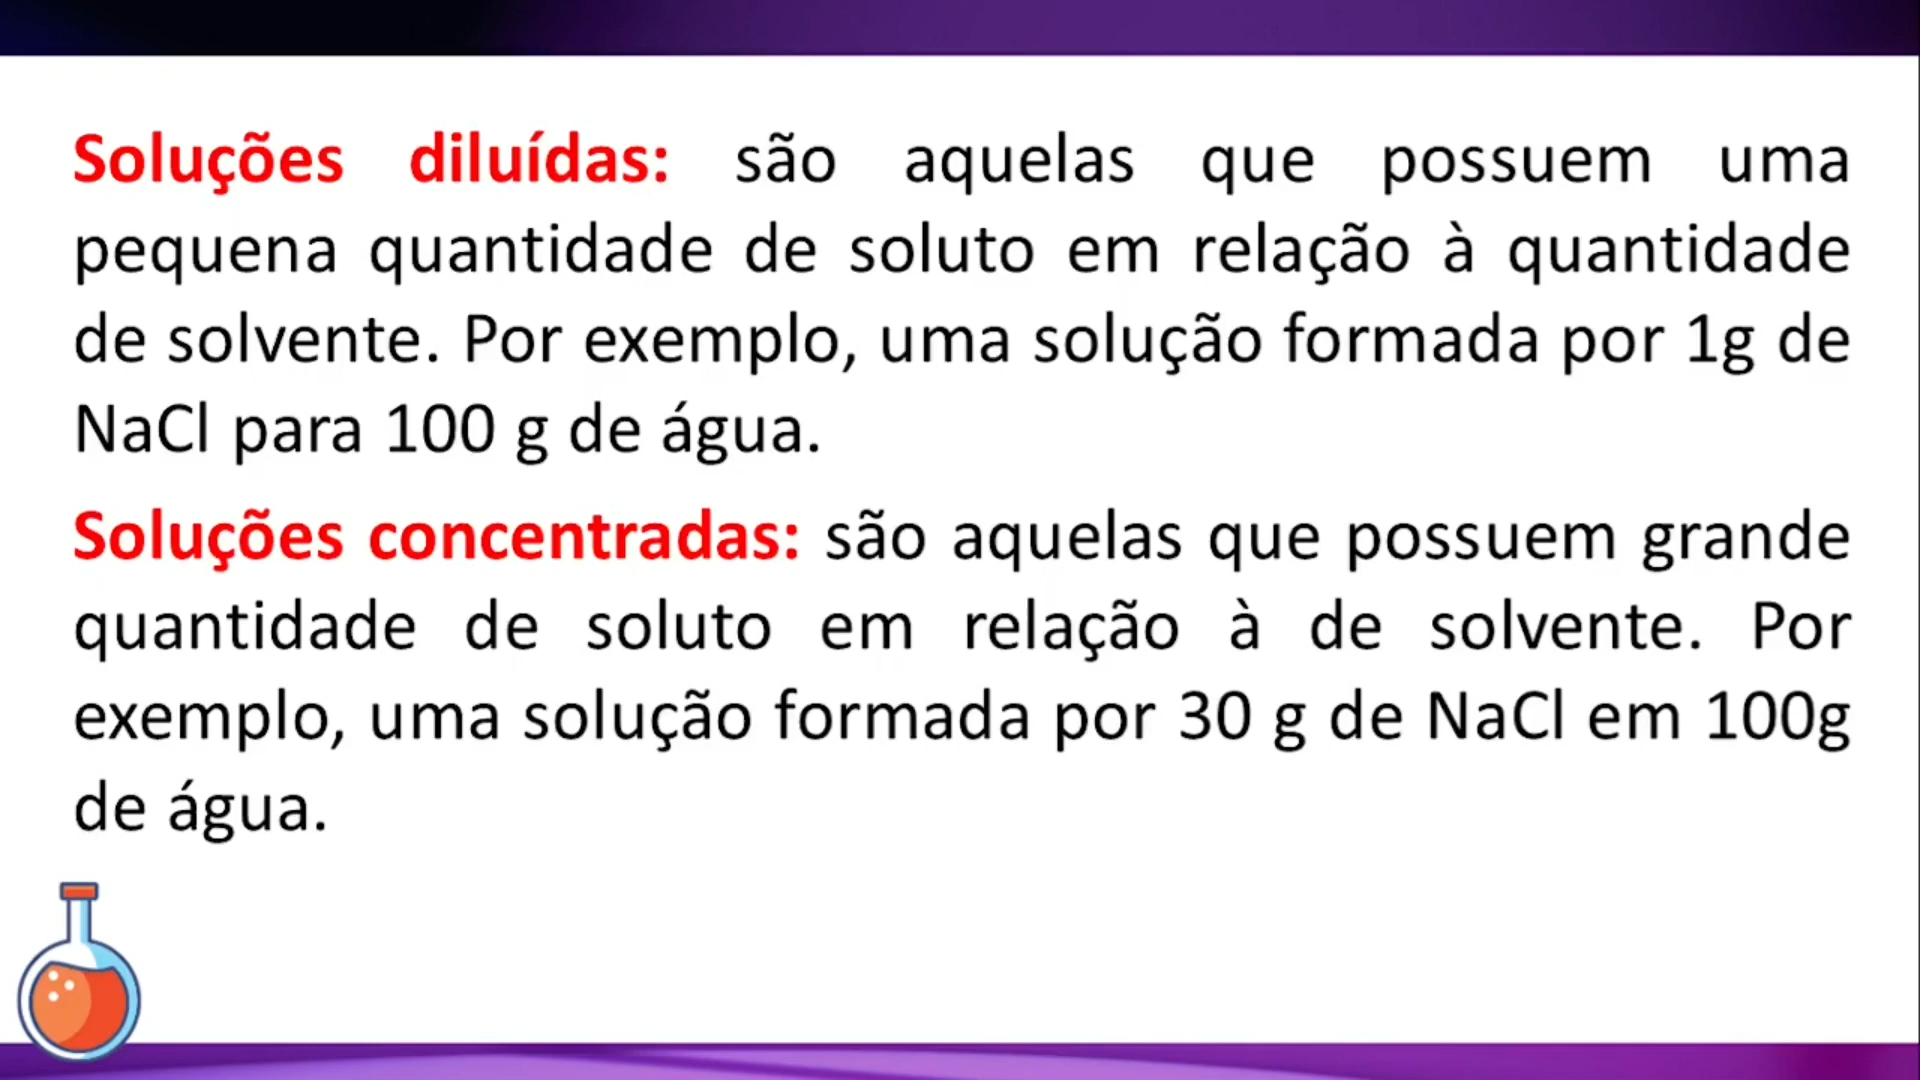 Soluções diluídas: são aquelas que possuem uma
pequena quantidade de soluto em relação à quantidade
de solvente. Por exemplo, uma solução formada por 1g de
NaCl para 100 g de água.
Soluções concentradas: são aquelas que possuem grande
quantidade de soluto em relação à de solvente. Por
exemplo, uma solução formada por 30 g de NaCl em 100g
de água.